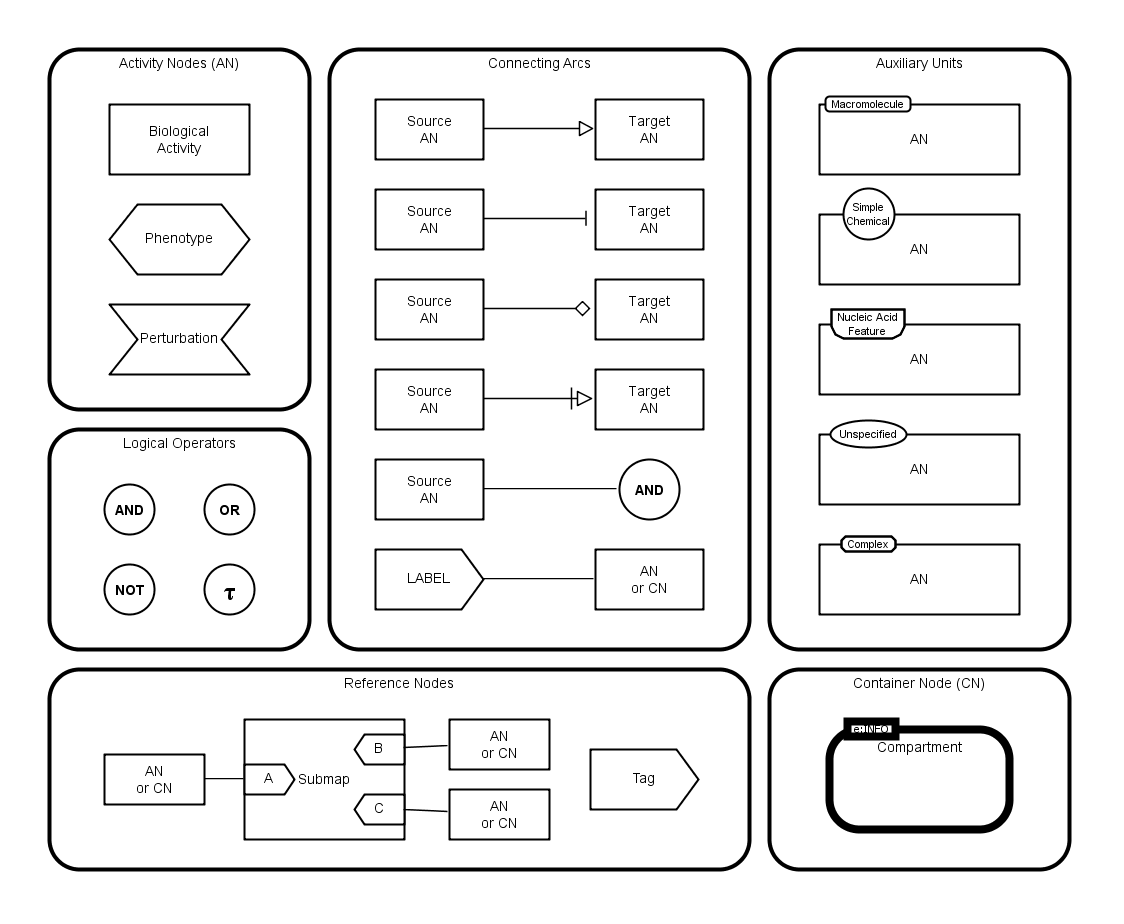 Activity Nodes (AN)
Biological
Activity
Phenotype
Perturbation
Logical Operators
AND
OR
NOT
τ
Connecting Arcs
Source
AN
Target
AN
Source
AN
Target
AN
Source
AN
Target
AN
Source
AN
Target
AN
Source
AN
AND
LABEL
AN
or CN
Auxiliary Units
Macromolecule
AN
Simple
Chemical
AN
Nucleic Acid
Feature
AN
Unspecified
AN
Complex
AN
Reference Nodes
AN
or CN
A
Submap
B
AN
or CN
C
AN
or CN
Tag
Container Node (CN)
Compartment